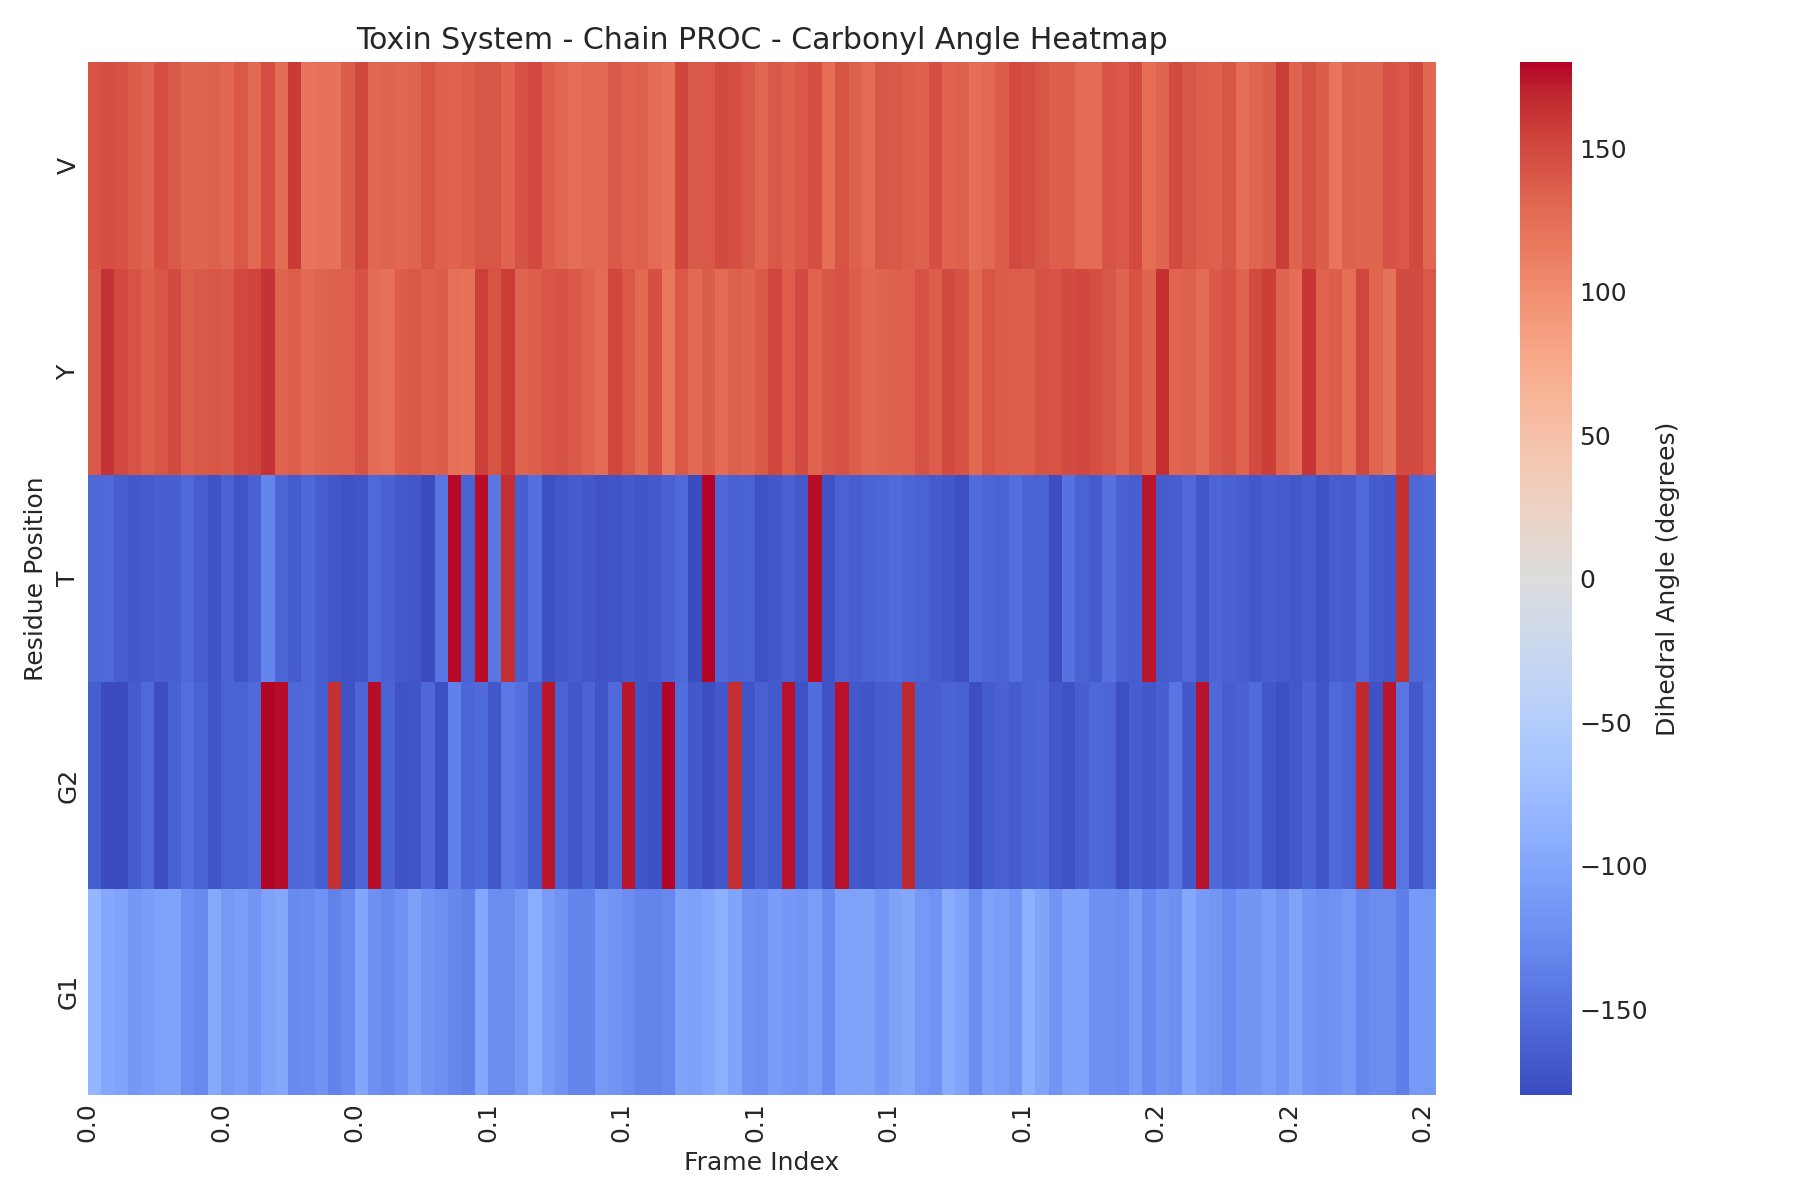 Toxin System - Chain PROC - Carbonyl Angle Heatmap
Residue Position
V
Y
T
G2
G1
0.0
0.0
0.0
0.1
0.1
0.1
0.1
0.1
0.2
0.2
0.2
Frame Index
150
100
50
0
−50
−100
−150
Dihedral Angle (degrees)